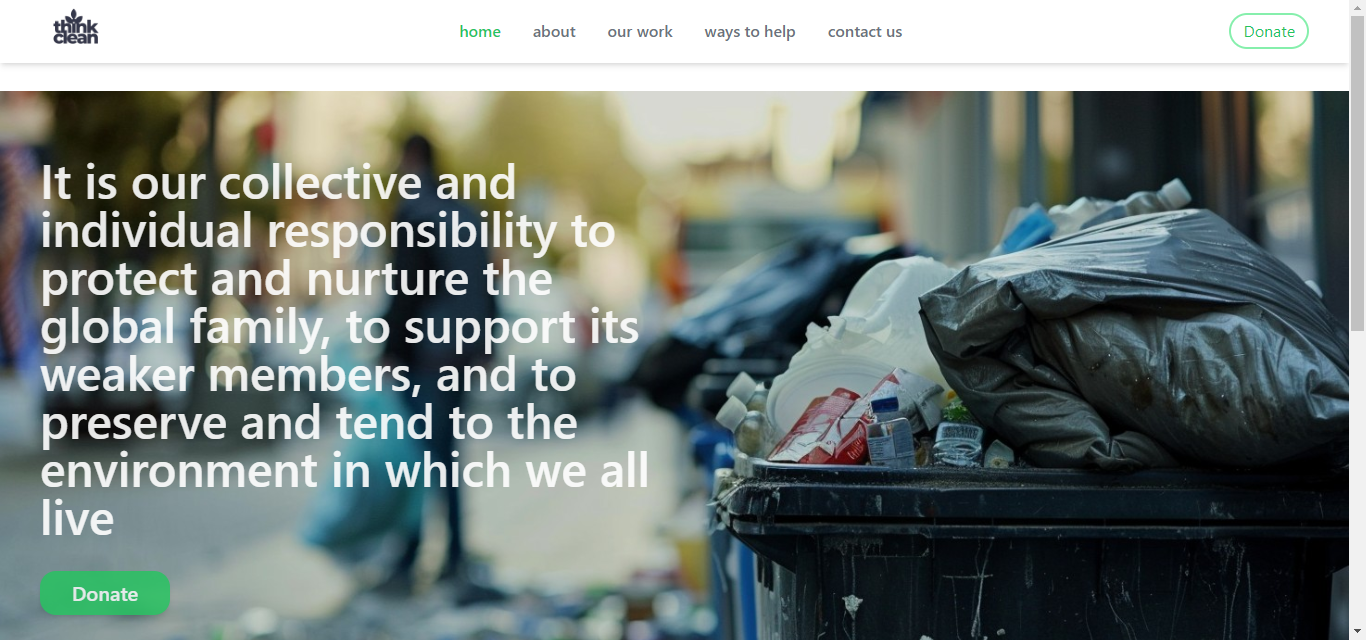 think
clean
home about our work ways to help contact us Donate
It is our collective and
individual responsibility to
protect and nurture the
global family, to support its
weaker members, and to
preserve and tend to the
environment in which we all
live
Donate